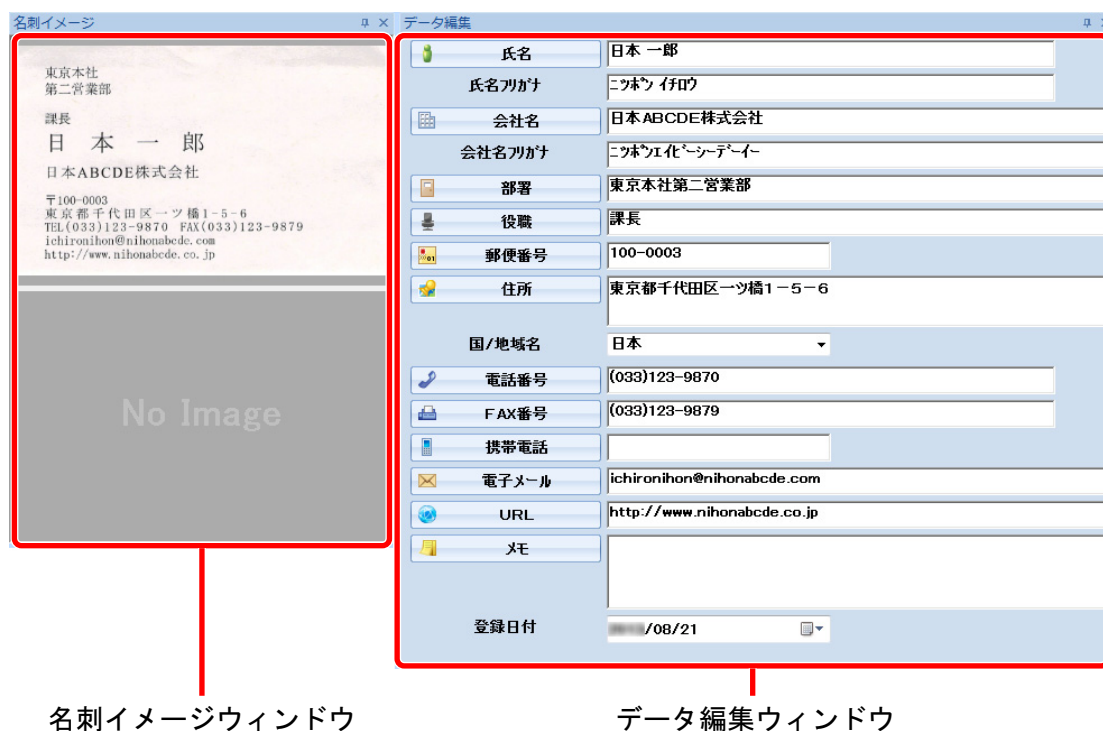 名刺イメージ
東京本社
第二営業部
課長
日 本 一 郎
日本ABCDE株式会社
〒100-0003
東京都千代田区一ツ橋1-5-6
TEL(033)123-9870 FAX(033)123-9879
ichironihon@nihonabcde.com
http://www.nihonabcde.co.jp
No Image
データ編集
氏名 日本 一郎
氏名フリガナ ニッポン イチロウ
会社名 日本ABCDE株式会社
会社名フリガナ ニッポンエイビーシーデーイー
部署 東京本社第二営業部
役職 課長
郵便番号 100-0003
住所 東京都千代田区一ツ橋1-5-6
国/地域名 日本
電話番号 (033)123-9870
FAX番号 (033)123-9879
携帯電話
電子メール ichironihon@nihonabcde.com
URL http://www.nihonabcde.co.jp
メモ
登録日付 /08/21
名刺イメージウィンドウ
データ編集ウィンドウ